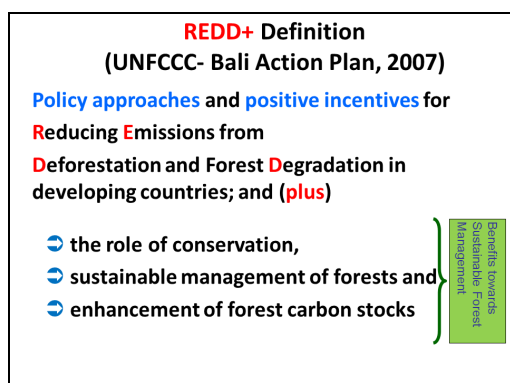 REDD+ Definition
(UNFCCC- Bali Action Plan, 2007)
Policy approaches and positive incentives for
Reducing Emissions from
Deforestation and Forest Degradation in
developing countries; and (plus)
the role of conservation,
sustainable management of forests and
enhancement of forest carbon stocks
Benefits towards
Sustainable Forest
Management